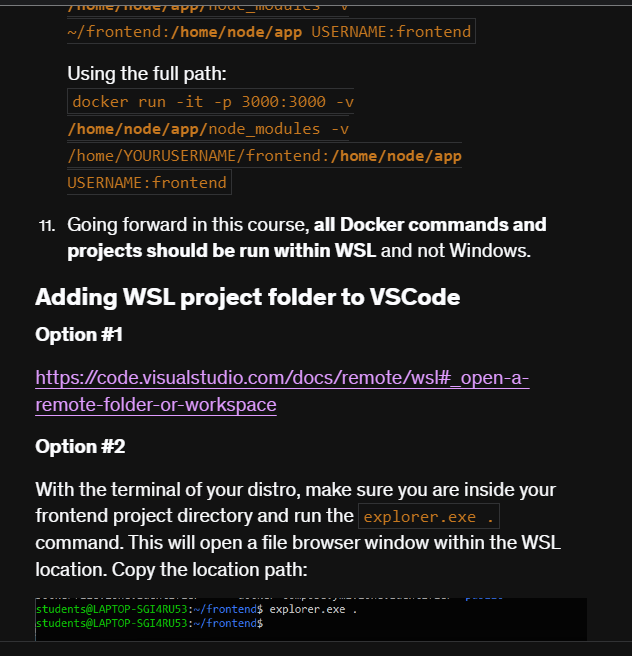 /home/node/app/node_modules -v
~/frontend:/home/node/app USERNAME:frontend
Using the full path:
docker run -it -p 3000:3000 -v
/home/node/app/node_modules -v
/home/YOURUSERNAME/frontend:/home/node/app
USERNAME:frontend
11. Going forward in this course, all Docker commands and
projects should be run within WSL and not Windows.
Adding WSL project folder to VSCode
Option #1
https://code.visualstudio.com/docs/remote/wsl#_open-a-
remote-folder-or-workspace
Option #2
With the terminal of your distro, make sure you are inside your
frontend project directory and run the explorer.exe .
command. This will open a file browser window within the WSL
location. Copy the location path:
students@LAPTOP-SGI4RU53:~/frontend$ explorer.exe .
students@LAPTOP-SGI4RU53:~/frontend$